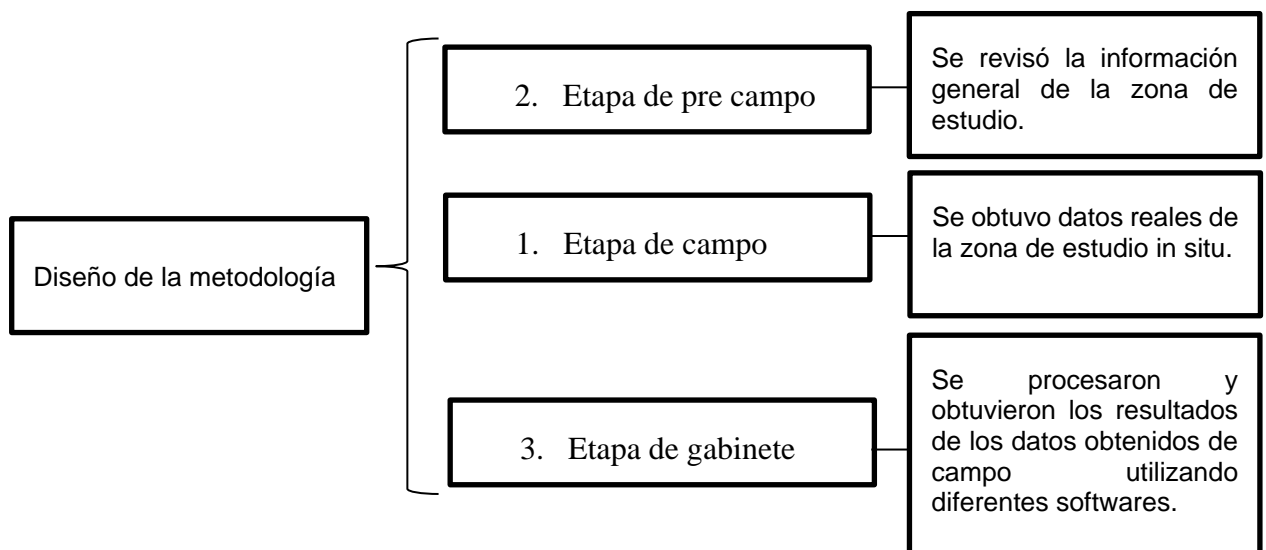 Diseño de la metodología
2. Etapa de pre campo
Se revisó la información
general de la zona de
estudio.
1. Etapa de campo
Se obtuvo datos reales de
la zona de estudio in situ.
3. Etapa de gabinete
Se procesaron y
obtuvieron los resultados
de los datos obtenidos de
campo utilizando
diferentes softwares.